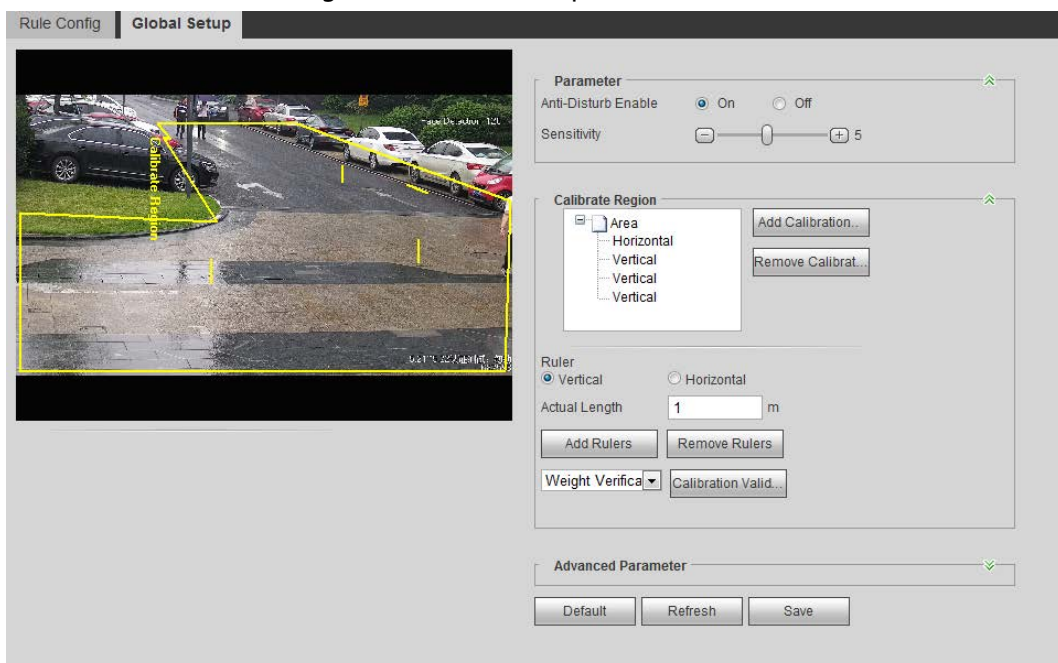 Rule Config Global Setup
Calibrate Region
Parameter
Anti-Disturb Enable On Off
Sensitivity 5
Calibrate Region
Area
Horizontal
Vertical
Vertical
Vertical
Add Calibration..
Remove Calibrat...
Ruler
Vertical Horizontal
Actual Length 1 m
Add Rulers Remove Rulers
Weight Verifica Calibration Valid...
Advanced Parameter
Default Refresh Save